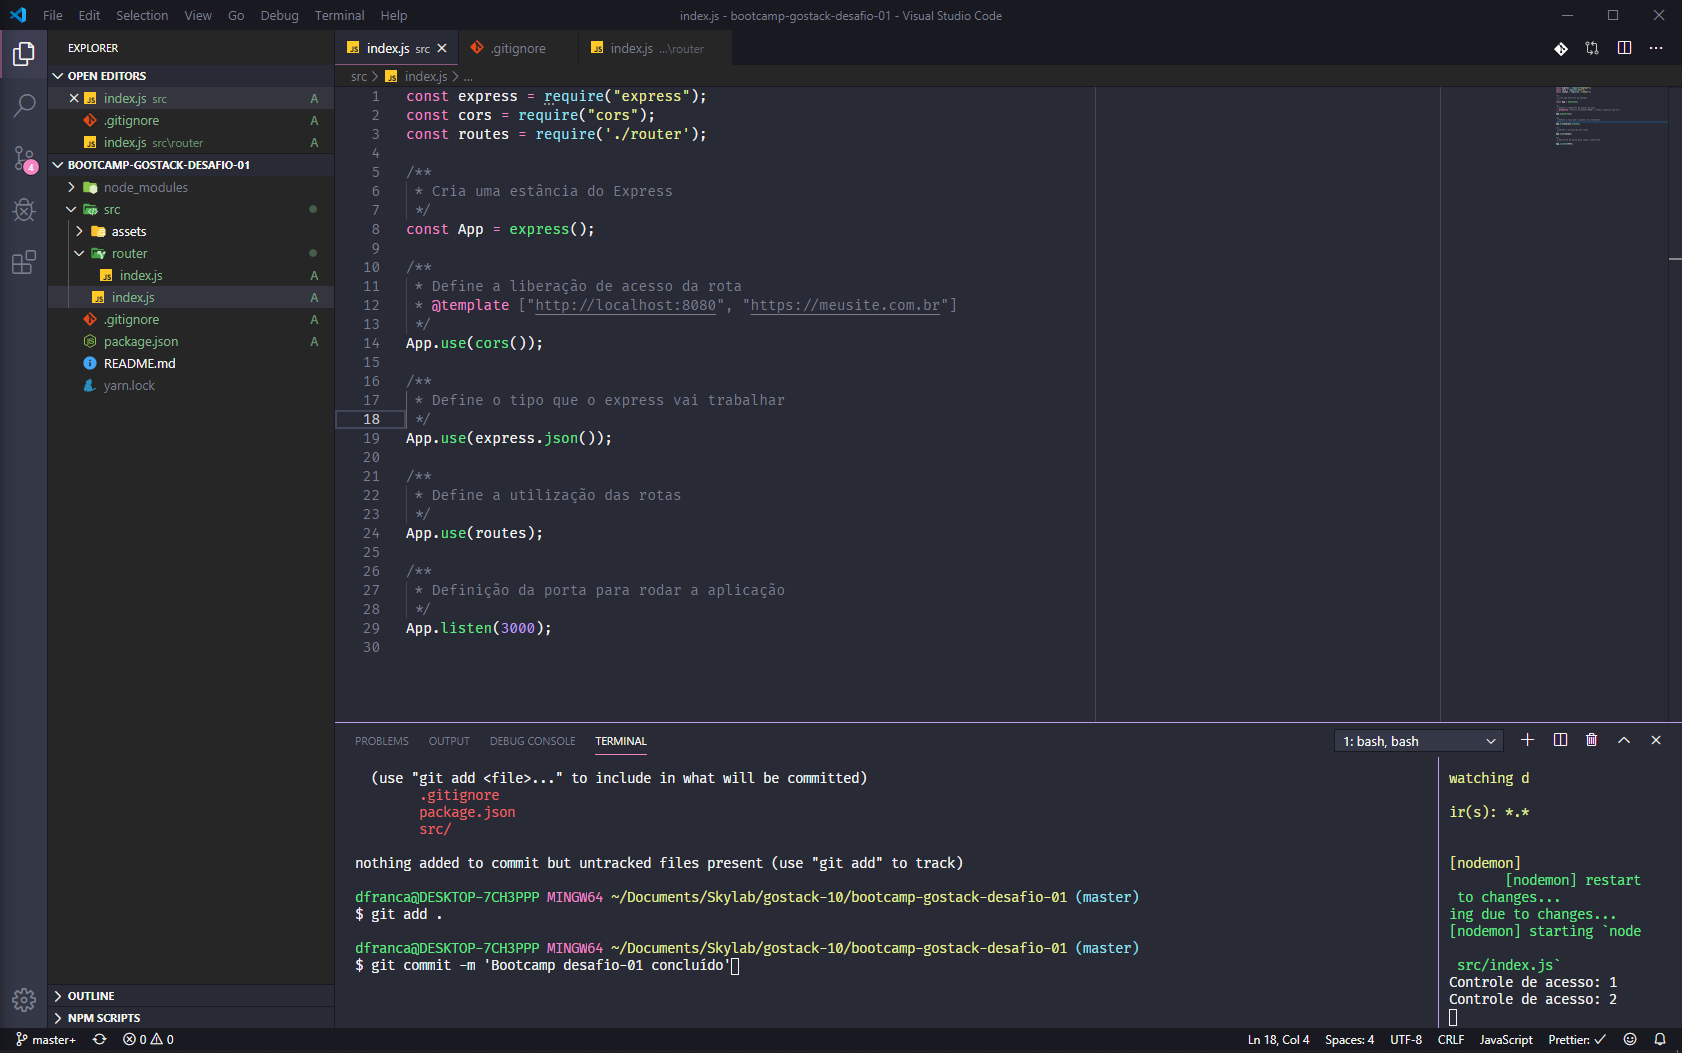 File Edit Selection View Go Debug Terminal Help
index.js - bootcamp-gostack-desafio-01 - Visual Studio Code
EXPLORER
OPEN EDITORS
index.js src A
.gitignore A
index.js src\router A
BOOTCAMP-GOSTACK-DESAFIO-01
node_modules
src
assets
router
index.js A
index.js A
.gitignore A
package.json A
README.md
yarn.lock
OUTLINE
NPM SCRIPTS
4
index.js src
.gitignore
index.js ...\router
src > index.js > ...
1 const express = require("express");
2 const cors = require("cors");
3 const routes = require('./router');
4
5 /**
6 * Cria uma estância do Express
7 */
8 const App = express();
9
10 /**
11 * Define a liberação de acesso da rota
12 * @template ["http://localhost:8080", "https://meusite.com.br"]
13 */
14 App.use(cors());
15
16 /**
17 * Define o tipo que o express vai trabalhar
18 */
19 App.use(express.json());
20
21 /**
22 * Define a utilização das rotas
23 */
24 App.use(routes);
25
26 /**
27 * Definição da porta para rodar a aplicação
28 */
29 App.listen(3000);
30
PROBLEMS OUTPUT DEBUG CONSOLE TERMINAL
1: bash, bash
(use "git add <file>..." to include in what will be committed)
.gitignore
package.json
src/
nothing added to commit but untracked files present (use "git add" to track)
dfranca@DESKTOP-7CH3PPP MINGW64 ~/Documents/Skylab/gostack-10/bootcamp-gostack-desafio-01 (master)
$ git add .
dfranca@DESKTOP-7CH3PPP MINGW64 ~/Documents/Skylab/gostack-10/bootcamp-gostack-desafio-01 (master)
$ git commit -m 'Bootcamp desafio-01 concluído'
watching d
ir(s): *.*
[nodemon]
[nodemon] restart
to changes...
ing due to changes...
[nodemon] starting `node
src/index.js`
Controle de acesso: 1
Controle de acesso: 2
master+ 0 0
Ln 18, Col 4 Spaces: 4 UTF-8 CRLF JavaScript Prettier: ✓